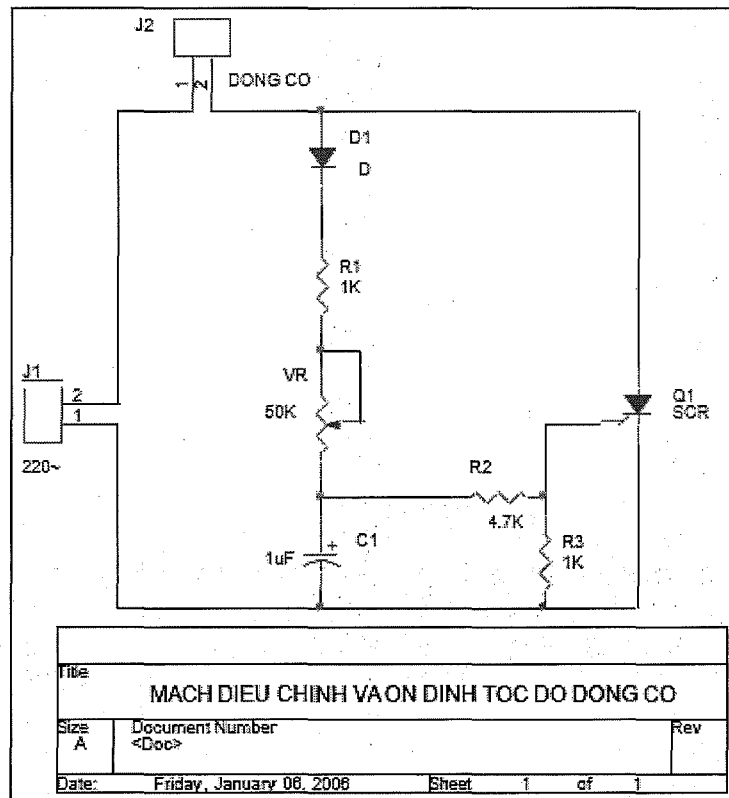 J2
1
2
DONG CO
D1
D
R1
1K
J1
2
1
220~
VR
50K
Q1
SCR
R2
4.7K
C1
1uF
R3
1K
Title
MACH DIEU CHINH VA ON DINH TOC DO DONG CO
Size
A
Document Number
<Doc>
Rev
Date:
Friday, January 06, 2006
Sheet
1
of
1